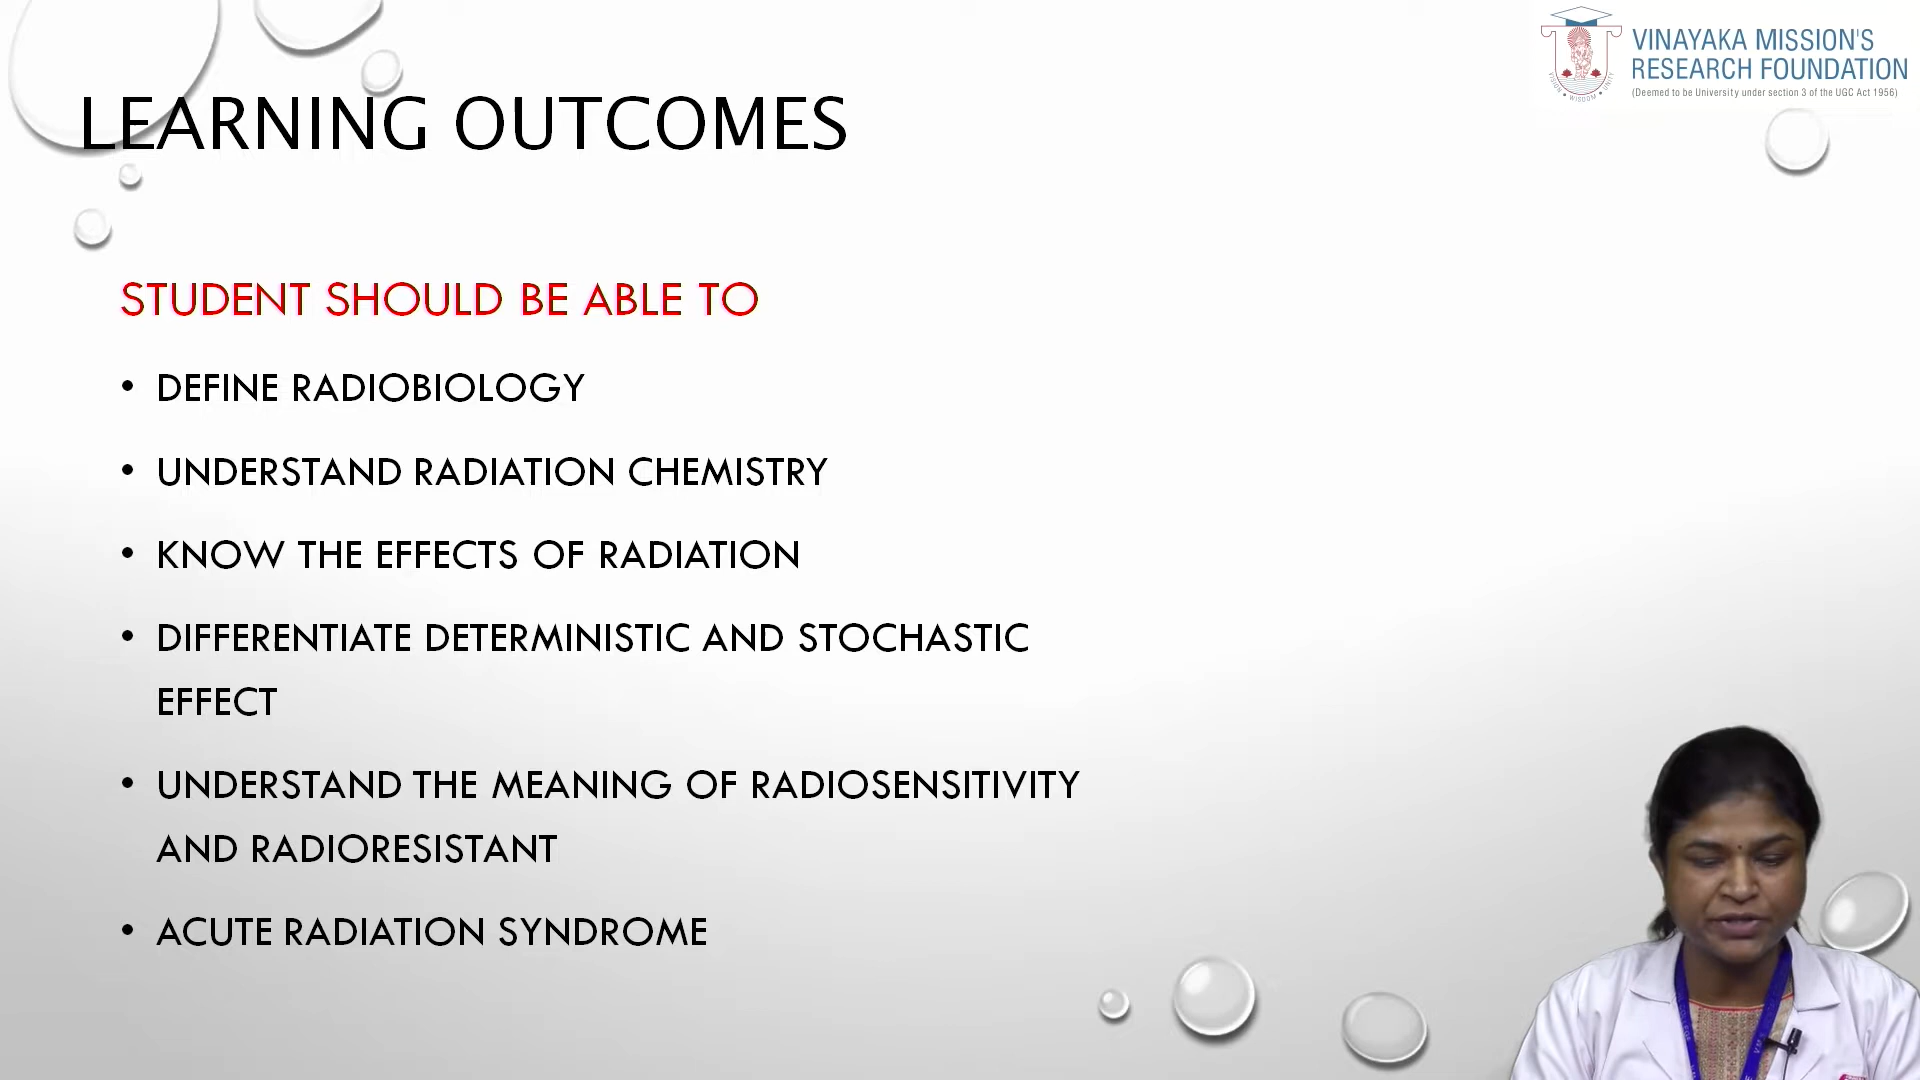 VINAYAKA MISSION'S
RESEARCH FOUNDATION
(Deemed to be University under section 3 of the UGC Act 1956)
LEARNING OUTCOMES
STUDENT SHOULD BE ABLE TO
• DEFINE RADIOBIOLOGY
• UNDERSTAND RADIATION CHEMISTRY
• KNOW THE EFFECTS OF RADIATION
• DIFFERENTIATE DETERMINISTIC AND STOCHASTIC
EFFECT
• UNDERSTAND THE MEANING OF RADIOSENSITIVITY
AND RADIORESISTANT
• ACUTE RADIATION SYNDROME